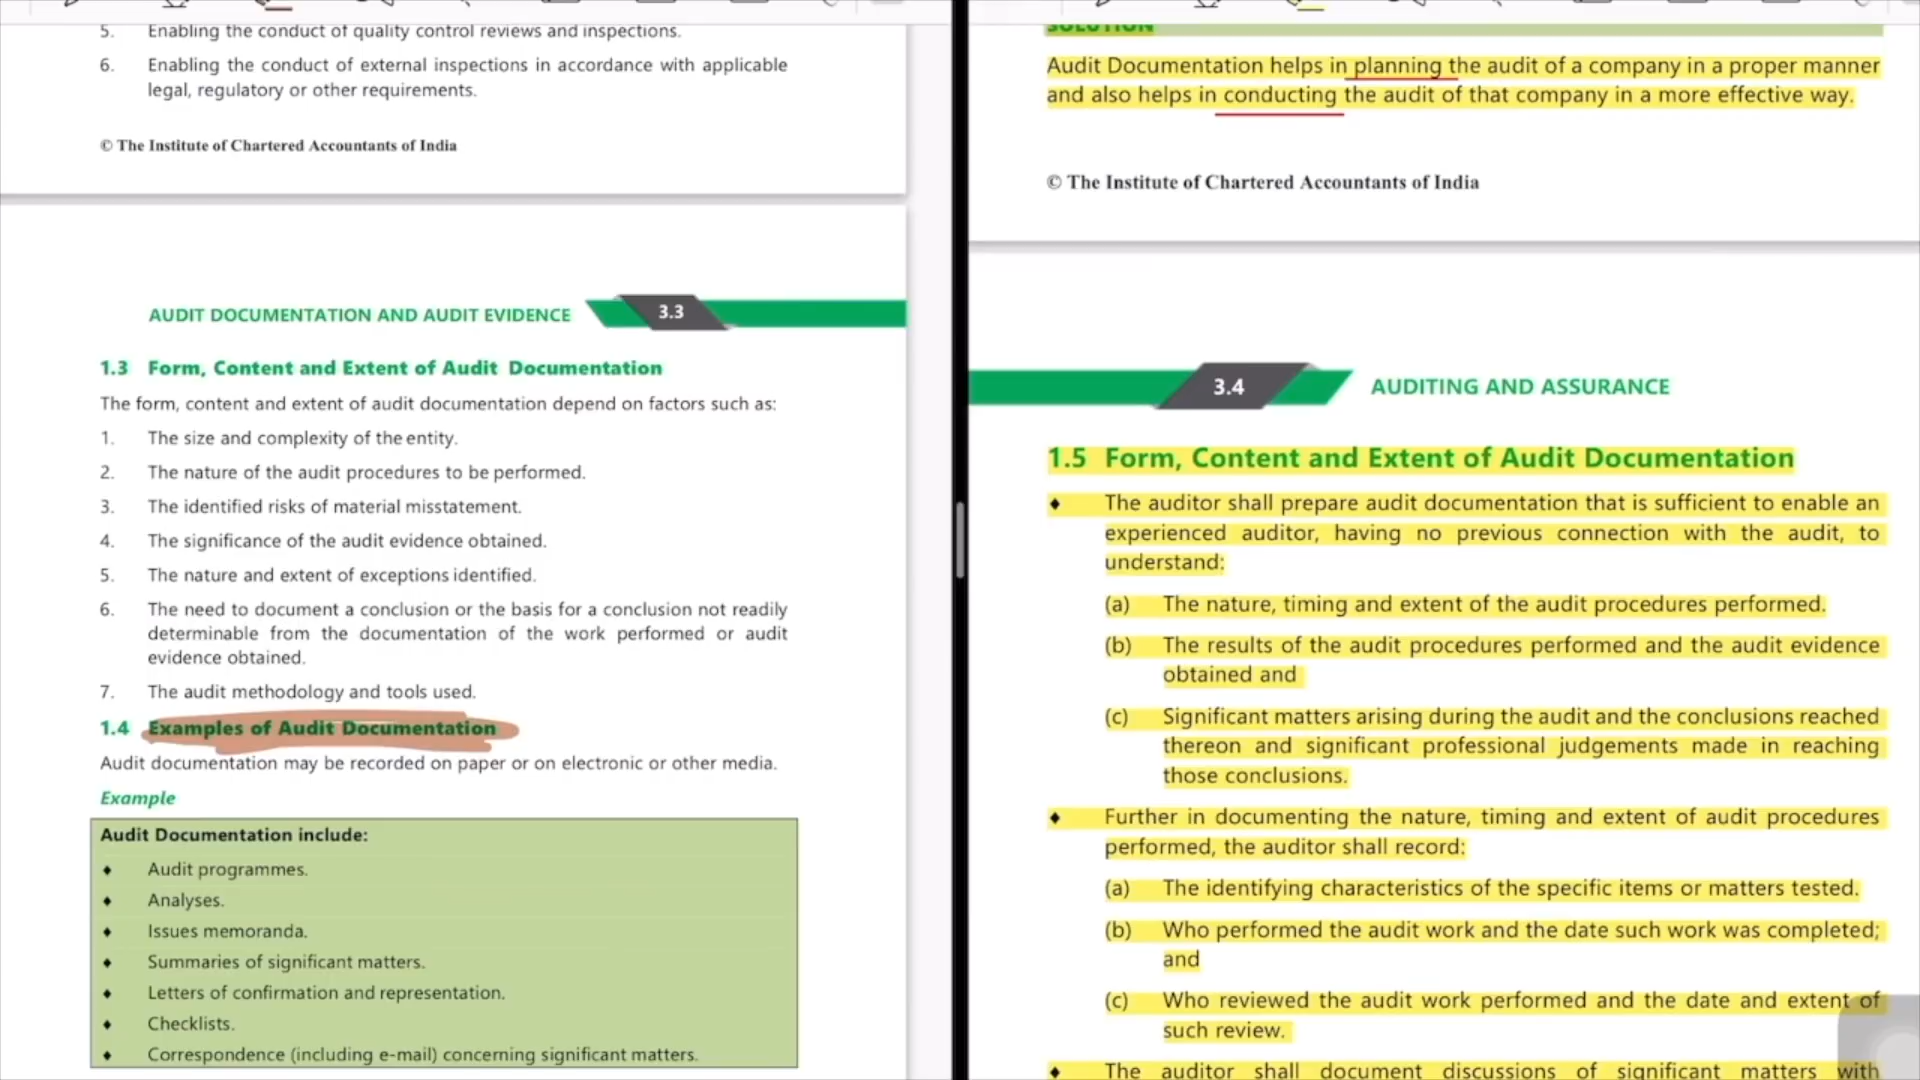 5. Enabling the conduct of quality control reviews and inspections.
6. Enabling the conduct of external inspections in accordance with applicable
legal, regulatory or other requirements.
© The Institute of Chartered Accountants of India
AUDIT DOCUMENTATION AND AUDIT EVIDENCE 3.3
1.3 Form, Content and Extent of Audit Documentation
The form, content and extent of audit documentation depend on factors such as:
1. The size and complexity of the entity.
2. The nature of the audit procedures to be performed.
3. The identified risks of material misstatement.
4. The significance of the audit evidence obtained.
5. The nature and extent of exceptions identified.
6. The need to document a conclusion or the basis for a conclusion not readily
determinable from the documentation of the work performed or audit
evidence obtained.
7. The audit methodology and tools used.
1.4 Examples of Audit Documentation
Audit documentation may be recorded on paper or on electronic or other media.
Example
Audit Documentation include:
♦ Audit programmes.
♦ Analyses.
♦ Issues memoranda.
♦ Summaries of significant matters.
♦ Letters of confirmation and representation.
♦ Checklists.
♦ Correspondence (including e-mail) concerning significant matters.
SOLUTION
Audit Documentation helps in planning the audit of a company in a proper manner
and also helps in conducting the audit of that company in a more effective way.
© The Institute of Chartered Accountants of India
3.4 AUDITING AND ASSURANCE
1.5 Form, Content and Extent of Audit Documentation
♦ The auditor shall prepare audit documentation that is sufficient to enable an
experienced auditor, having no previous connection with the audit, to
understand:
(a) The nature, timing and extent of the audit procedures performed.
(b) The results of the audit procedures performed and the audit evidence
obtained and
(c) Significant matters arising during the audit and the conclusions reached
thereon and significant professional judgements made in reaching
those conclusions.
♦ Further in documenting the nature, timing and extent of audit procedures
performed, the auditor shall record:
(a) The identifying characteristics of the specific items or matters tested.
(b) Who performed the audit work and the date such work was completed;
and
(c) Who reviewed the audit work performed and the date and extent of
such review.
♦ The auditor shall document discussions of significant matters with